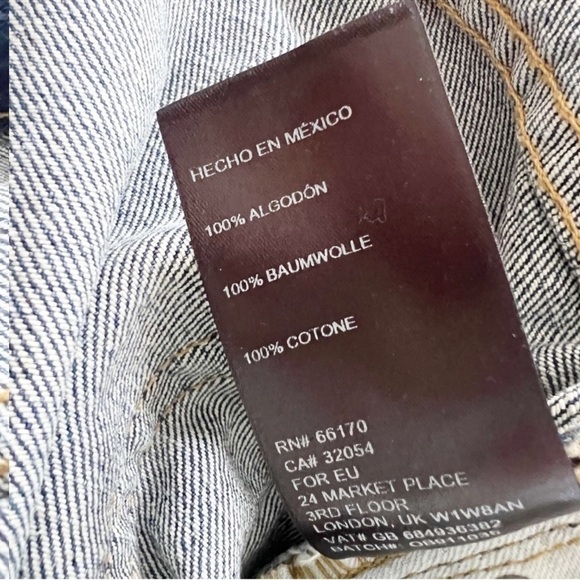 HECHO EN MÉXICO
100% ALGODÓN
100% BAUMWOLLE
100% COTONE
RN# 66170
CA# 32054
FOR EU
24 MARKET PLACE
3RD FLOOR
LONDON, UK W1W8AN
VAT# GB 684936382
BATCH#